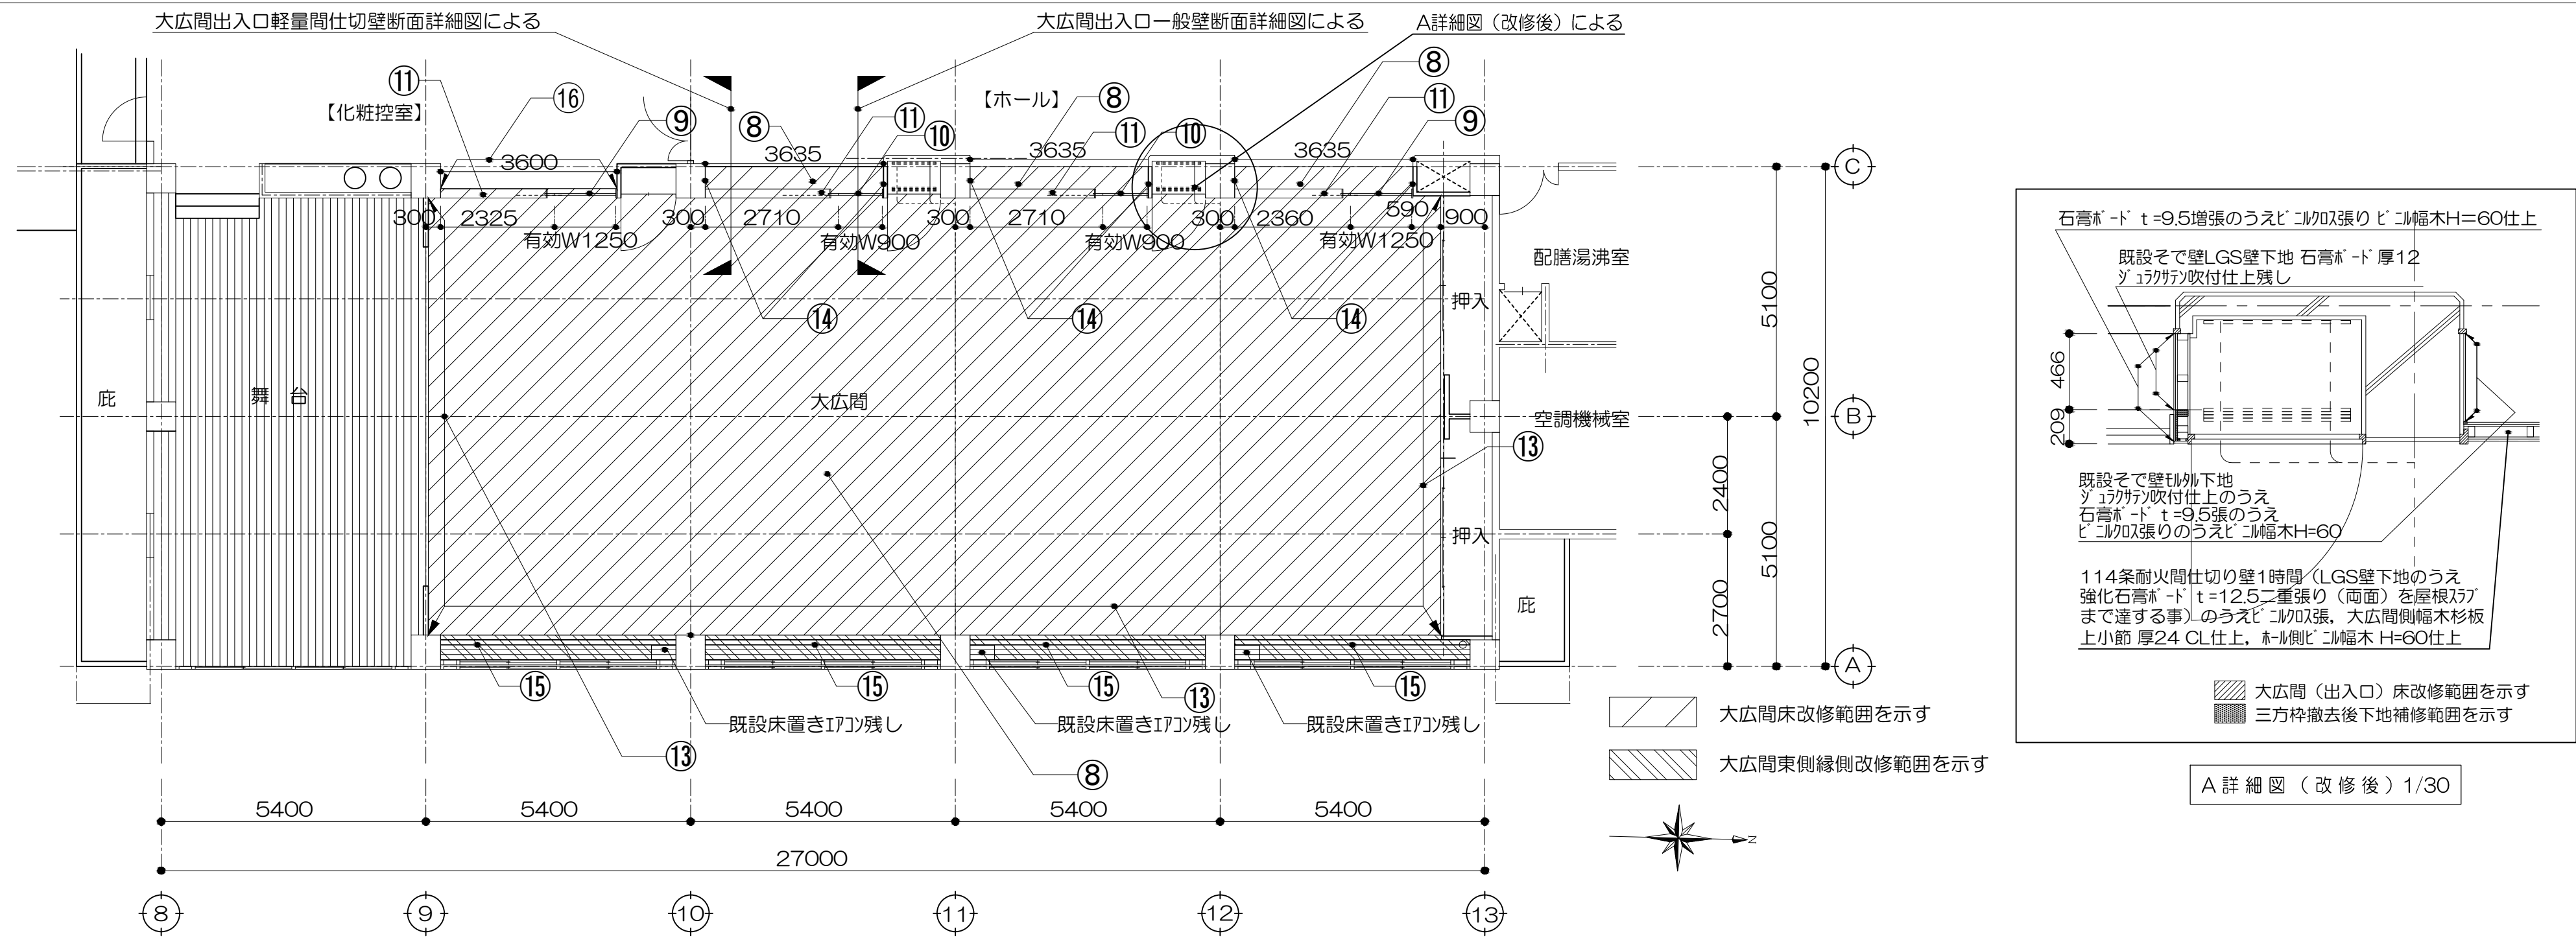 大広間出入口軽量間仕切壁断面詳細図による
大広間出入口一般壁断面詳細図による
A詳細図（改修後）による
⑪
⑯
【化粧控室】
⑨
⑧
⑪
⑩
【ホール】
⑧
⑪
⑩
⑧
⑪
⑨
3600
3635
3635
3635
C
300
2325
有効W1250
300
2710
有効W900
300
2710
有効W900
300
2360
有効W1250
590
900
配膳湯沸室
⑭
⑭
⑭
押入
5100
庇
舞 台
大広間
空調機械室
10200
B
⑬
2400
押入
5100
庇
2700
A
⑮
⑮
⑮
⑮
⑬
既設床置きｴｱｺﾝ残し
既設床置きｴｱｺﾝ残し
既設床置きｴｱｺﾝ残し
⑬
⑧
大広間床改修範囲を示す
大広間東側縁側改修範囲を示す
5400
5400
5400
5400
5400
27000
N
8
9
10
11
12
13
石膏ﾎﾞｰﾄﾞ t=9.5増張のうえﾋﾞﾆﾙｸﾛｽ張り ﾋﾞﾆﾙ幅木H=60仕上
既設そで壁LGS壁下地 石膏ﾎﾞｰﾄﾞ厚12
ｼﾞｭﾗｸｻﾃﾝ吹付仕上残し
466
209
既設そで壁ﾓﾙﾀﾙ下地
ｼﾞｭﾗｸｻﾃﾝ吹付仕上のうえ
石膏ﾎﾞｰﾄﾞ t=9.5張のうえ
ﾋﾞﾆﾙｸﾛｽ張りのうえﾋﾞﾆﾙ幅木H=60
114条耐火間仕切り壁1時間（LGS壁下地のうえ
強化石膏ﾎﾞｰﾄﾞ t=12.5二重張り（両面）を屋根ｽﾗﾌﾞ
まで達する事）のうえﾋﾞﾆﾙｸﾛｽ張，大広間側幅木杉板
上小節 厚24 CL仕上，ﾎｰﾙ側ﾋﾞﾆﾙ幅木 H=60仕上
大広間（出入口）床改修範囲を示す
三方枠撤去後下地補修範囲を示す
A詳細図（改修後）1/30